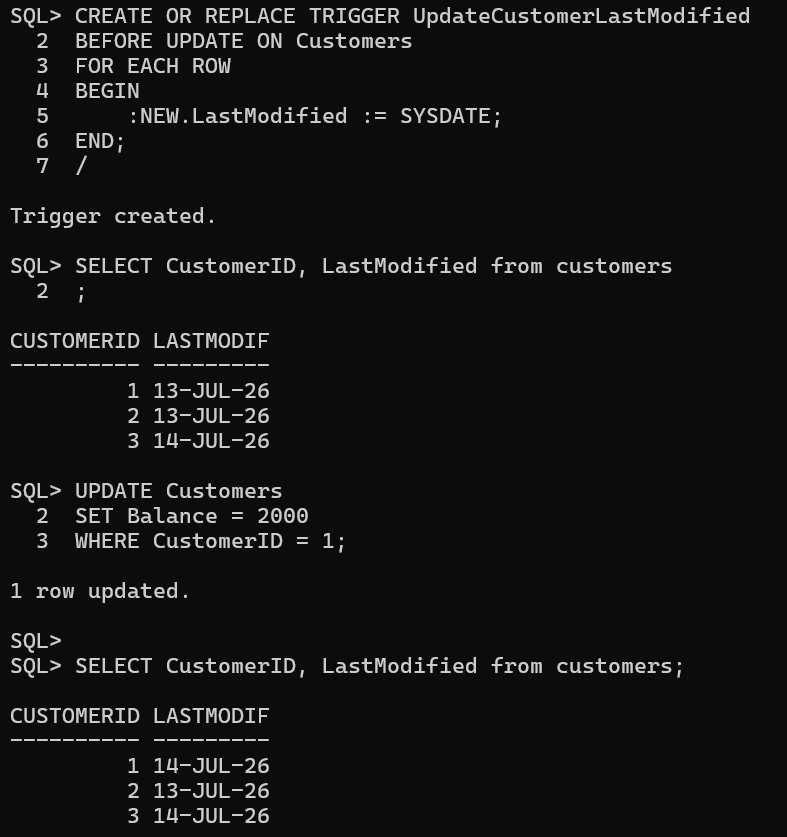 SQL> CREATE OR REPLACE TRIGGER UpdateCustomerLastModified
  2  BEFORE UPDATE ON Customers
  3  FOR EACH ROW
  4  BEGIN
  5      :NEW.LastModified := SYSDATE;
  6  END;
  7  /
Trigger created.
SQL> SELECT CustomerID, LastModified from customers
  2  ;
CUSTOMERID LASTMODIF
---------- ---------
         1 13-JUL-26
         2 13-JUL-26
         3 14-JUL-26
SQL> UPDATE Customers
  2  SET Balance = 2000
  3  WHERE CustomerID = 1;
1 row updated.
SQL>
SQL> SELECT CustomerID, LastModified from customers;
CUSTOMERID LASTMODIF
---------- ---------
         1 14-JUL-26
         2 13-JUL-26
         3 14-JUL-26